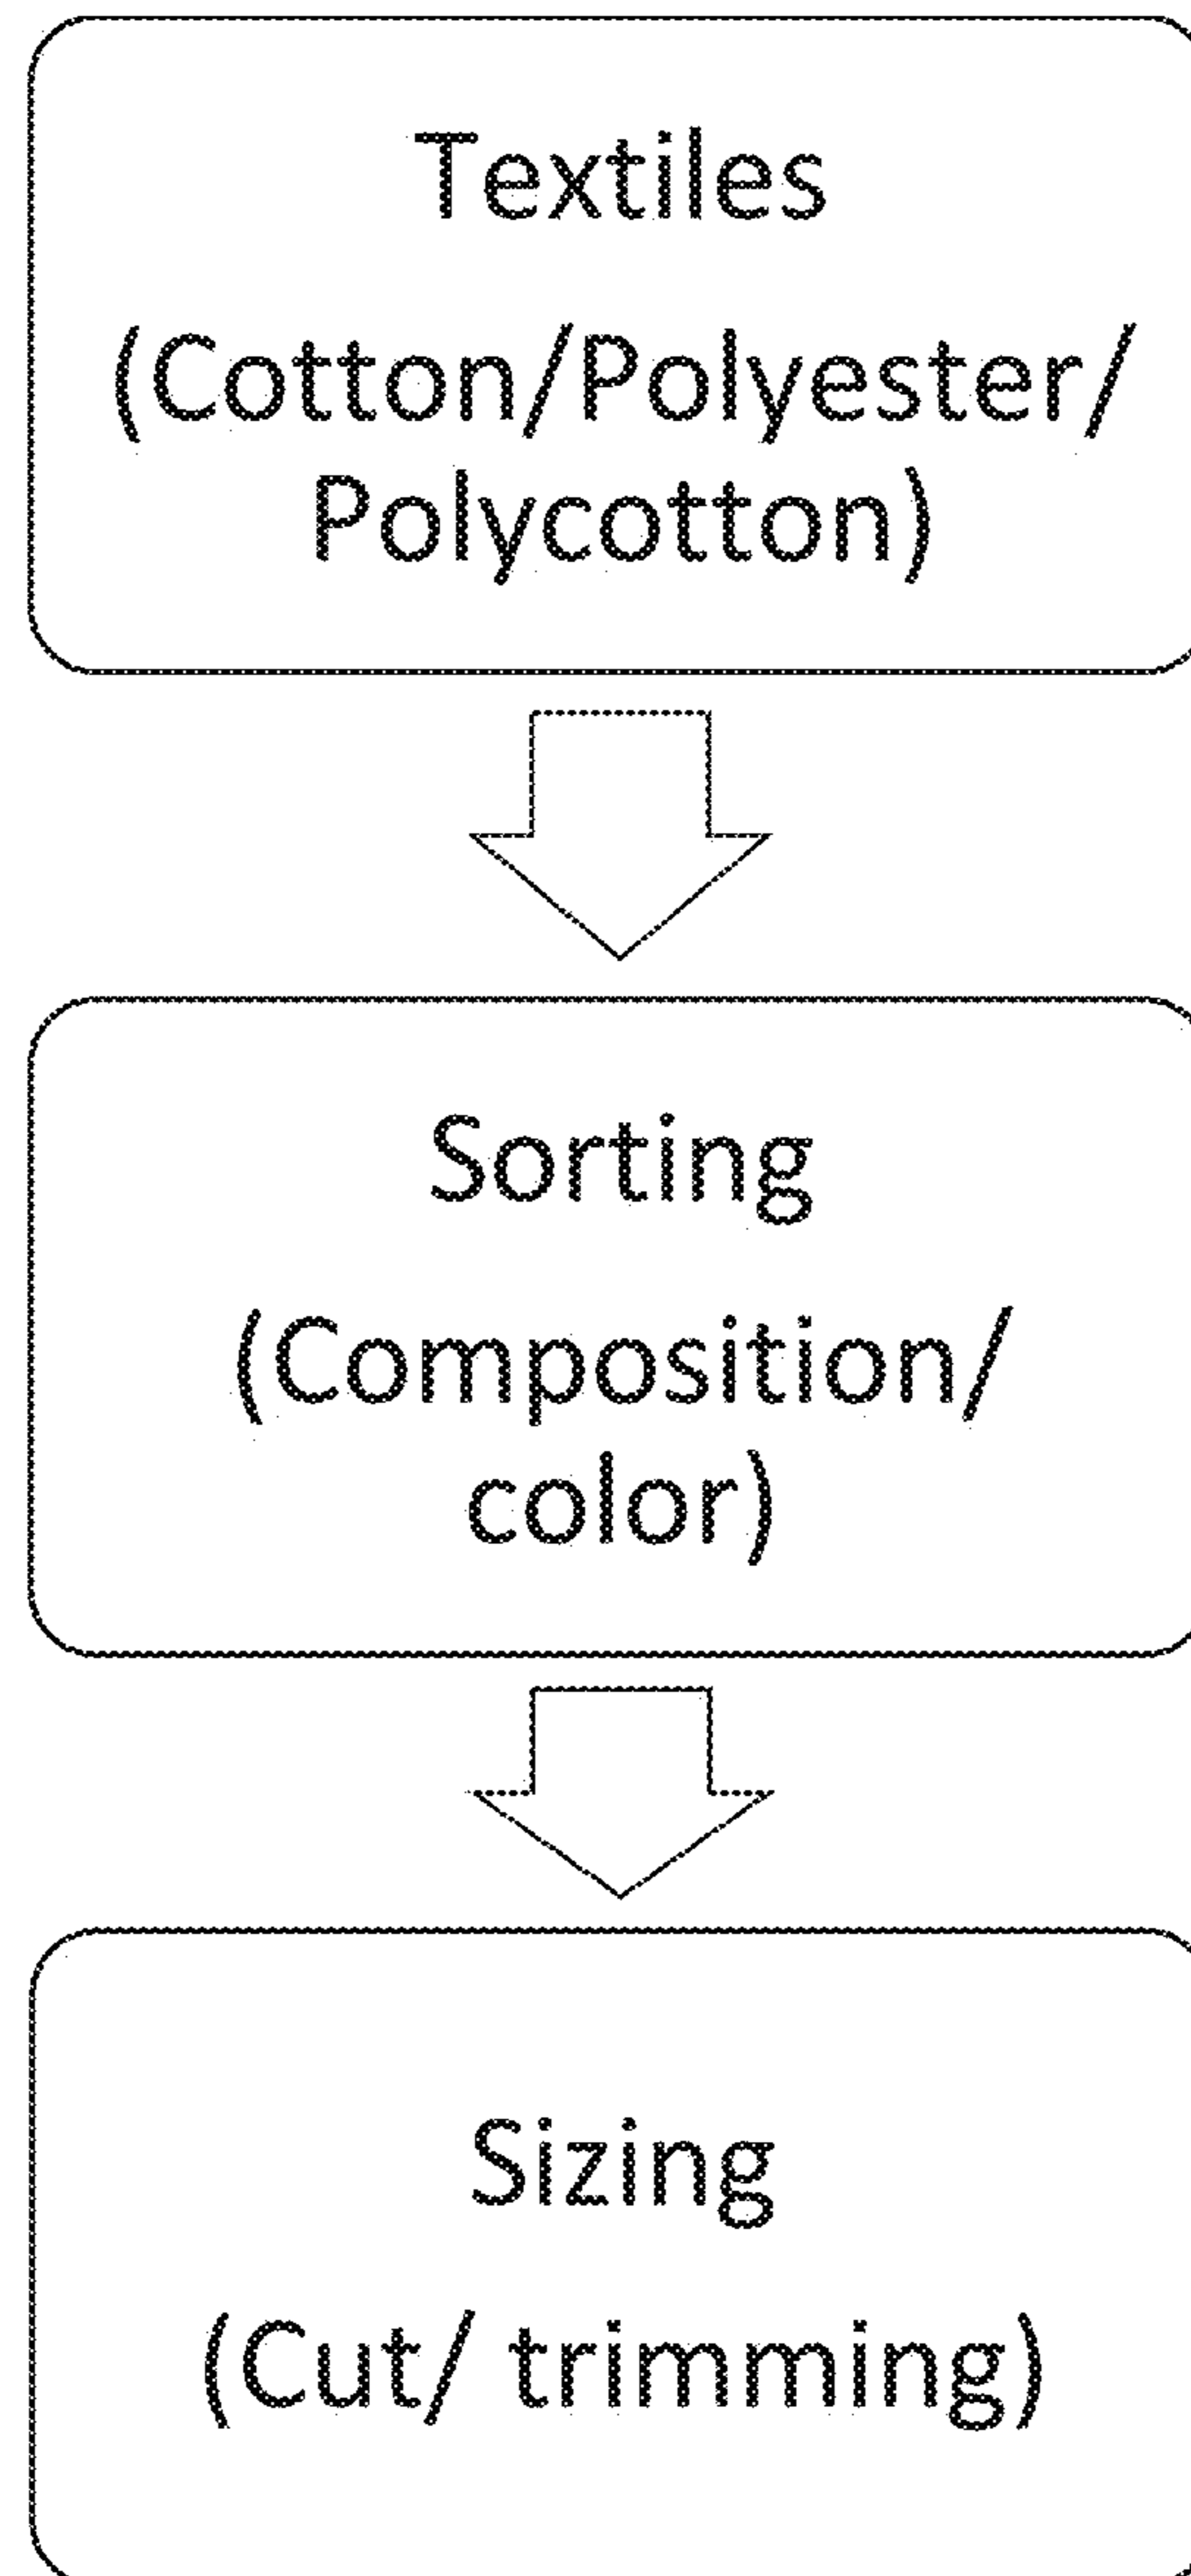 Textiles
(Cotton/Polyester/
Polycotton)
Sorting
(Composition/
color)
Sizing
(Cut/ trimming)